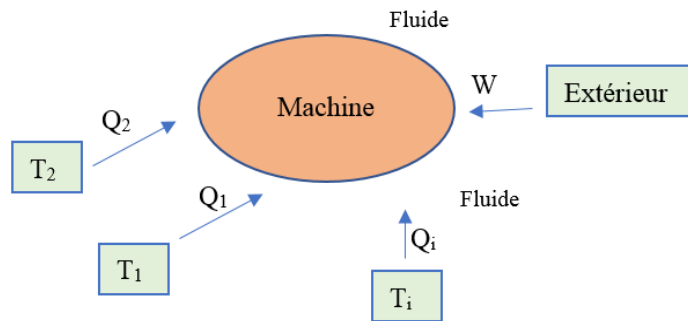 Fluide
Machine
W
Extérieur
Q₂
T₂
Q₁
Fluide
T₁
Qᵢ
Tᵢ